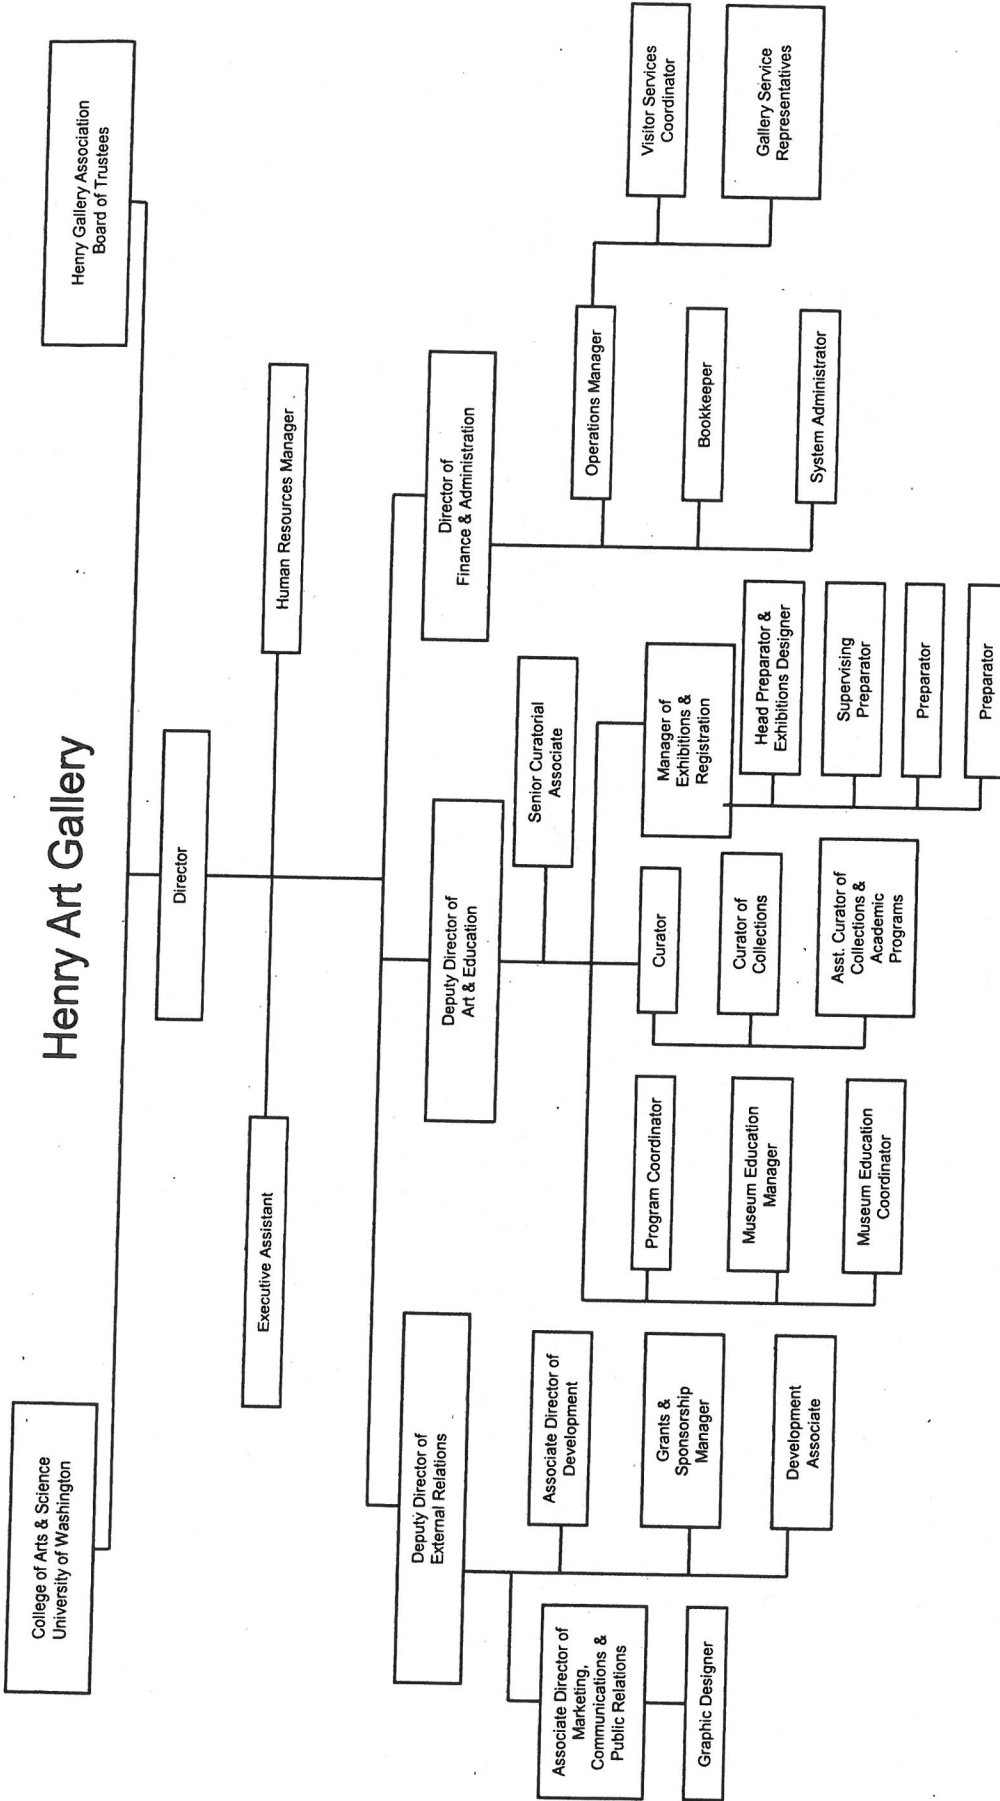 Henry Art Gallery
College of Arts & Science
University of Washington
Henry Gallery Association
Board of Trustees
Director
Executive Assistant
Human Resources Manager
Deputy Director of
External Relations
Deputy Director of
Art & Education
Director of
Finance & Administration
Associate Director of
Marketing,
Communications &
Public Relations
Graphic Designer
Associate Director of
Development
Grants &
Sponsorship
Manager
Development
Associate
Senior Curatorial
Associate
Program Coordinator
Museum Education
Manager
Museum Education
Coordinator
Curator
Curator of
Collections
Asst. Curator of
Collections &
Academic
Programs
Manager of
Exhibitions &
Registration
Head Preparator &
Exhibitions Designer
Supervising
Preparator
Preparator
Preparator
Operations Manager
Bookkeeper
System Administrator
Visitor Services
Coordinator
Gallery Service
Representatives